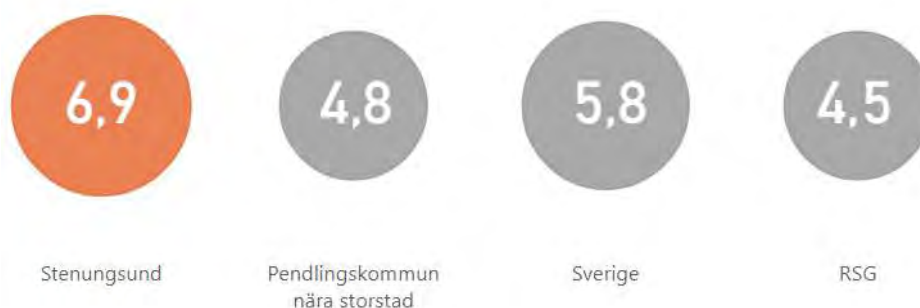 6,9
4,8
5,8
4,5
Stenungsund
Pendlingskommun
nära storstad
Sverige
RSG